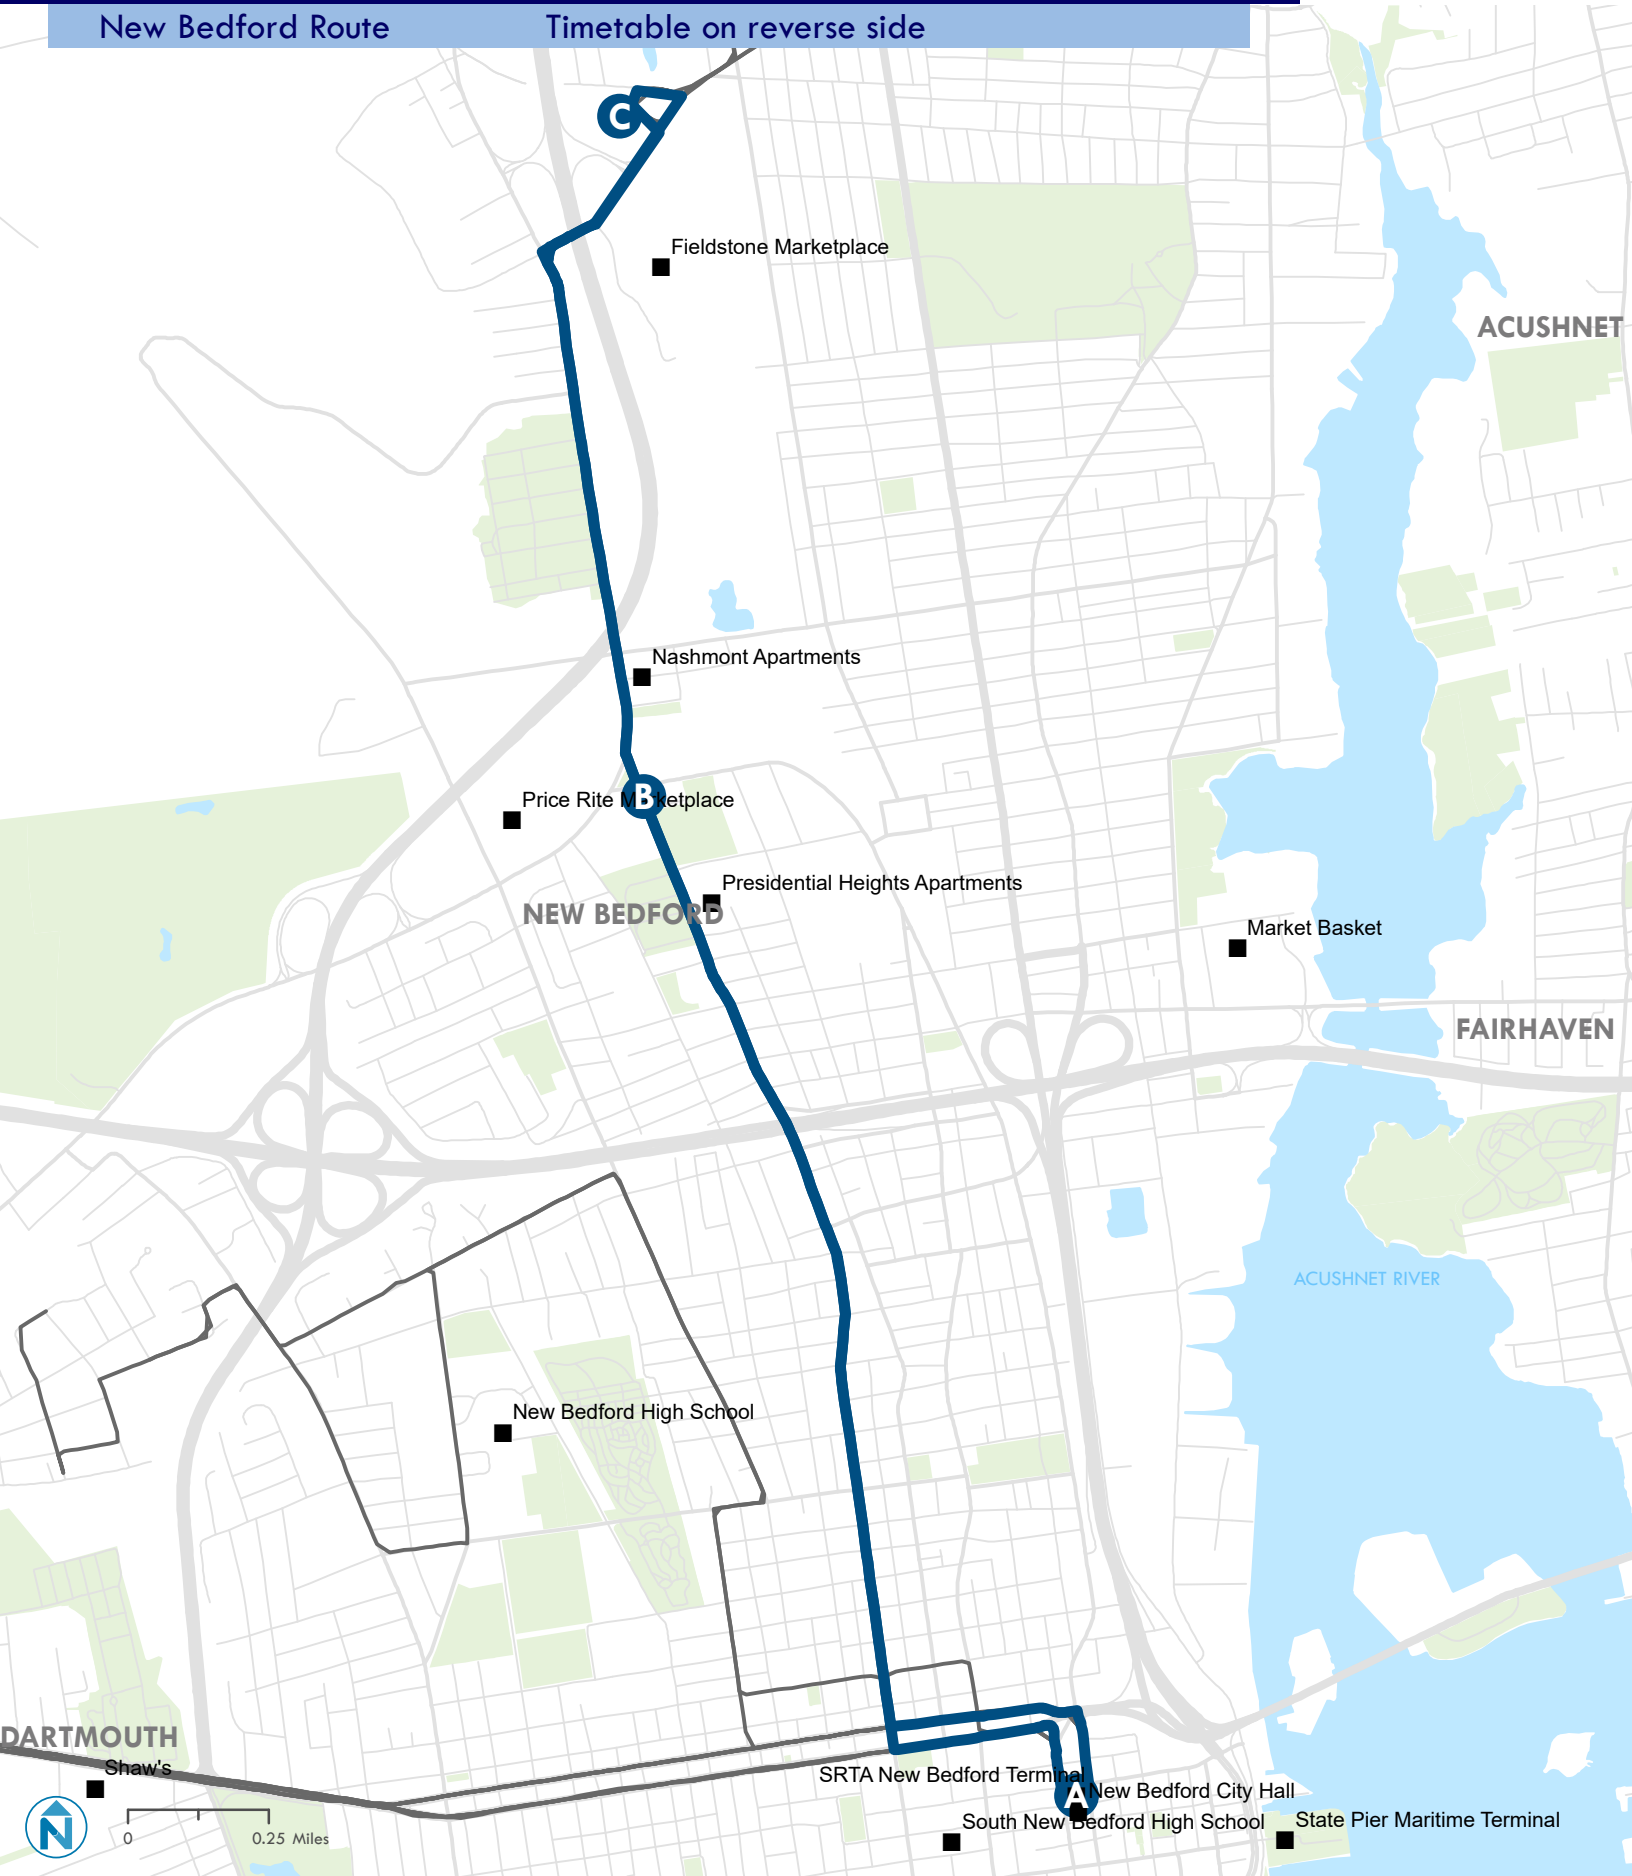 New Bedford Route Timetable on reverse side
C
Fieldstone Marketplace
ACUSHNET
Nashmont Apartments
Price Rite Marketplace
B
Presidential Heights Apartments
NEW BEDFORD
Market Basket
FAIRHAVEN
ACUSHNET RIVER
New Bedford High School
DARTMOUTH
Shaw's
SRTA New Bedford Terminal
A
New Bedford City Hall
South New Bedford High School
State Pier Maritime Terminal
N
0 0.25 Miles